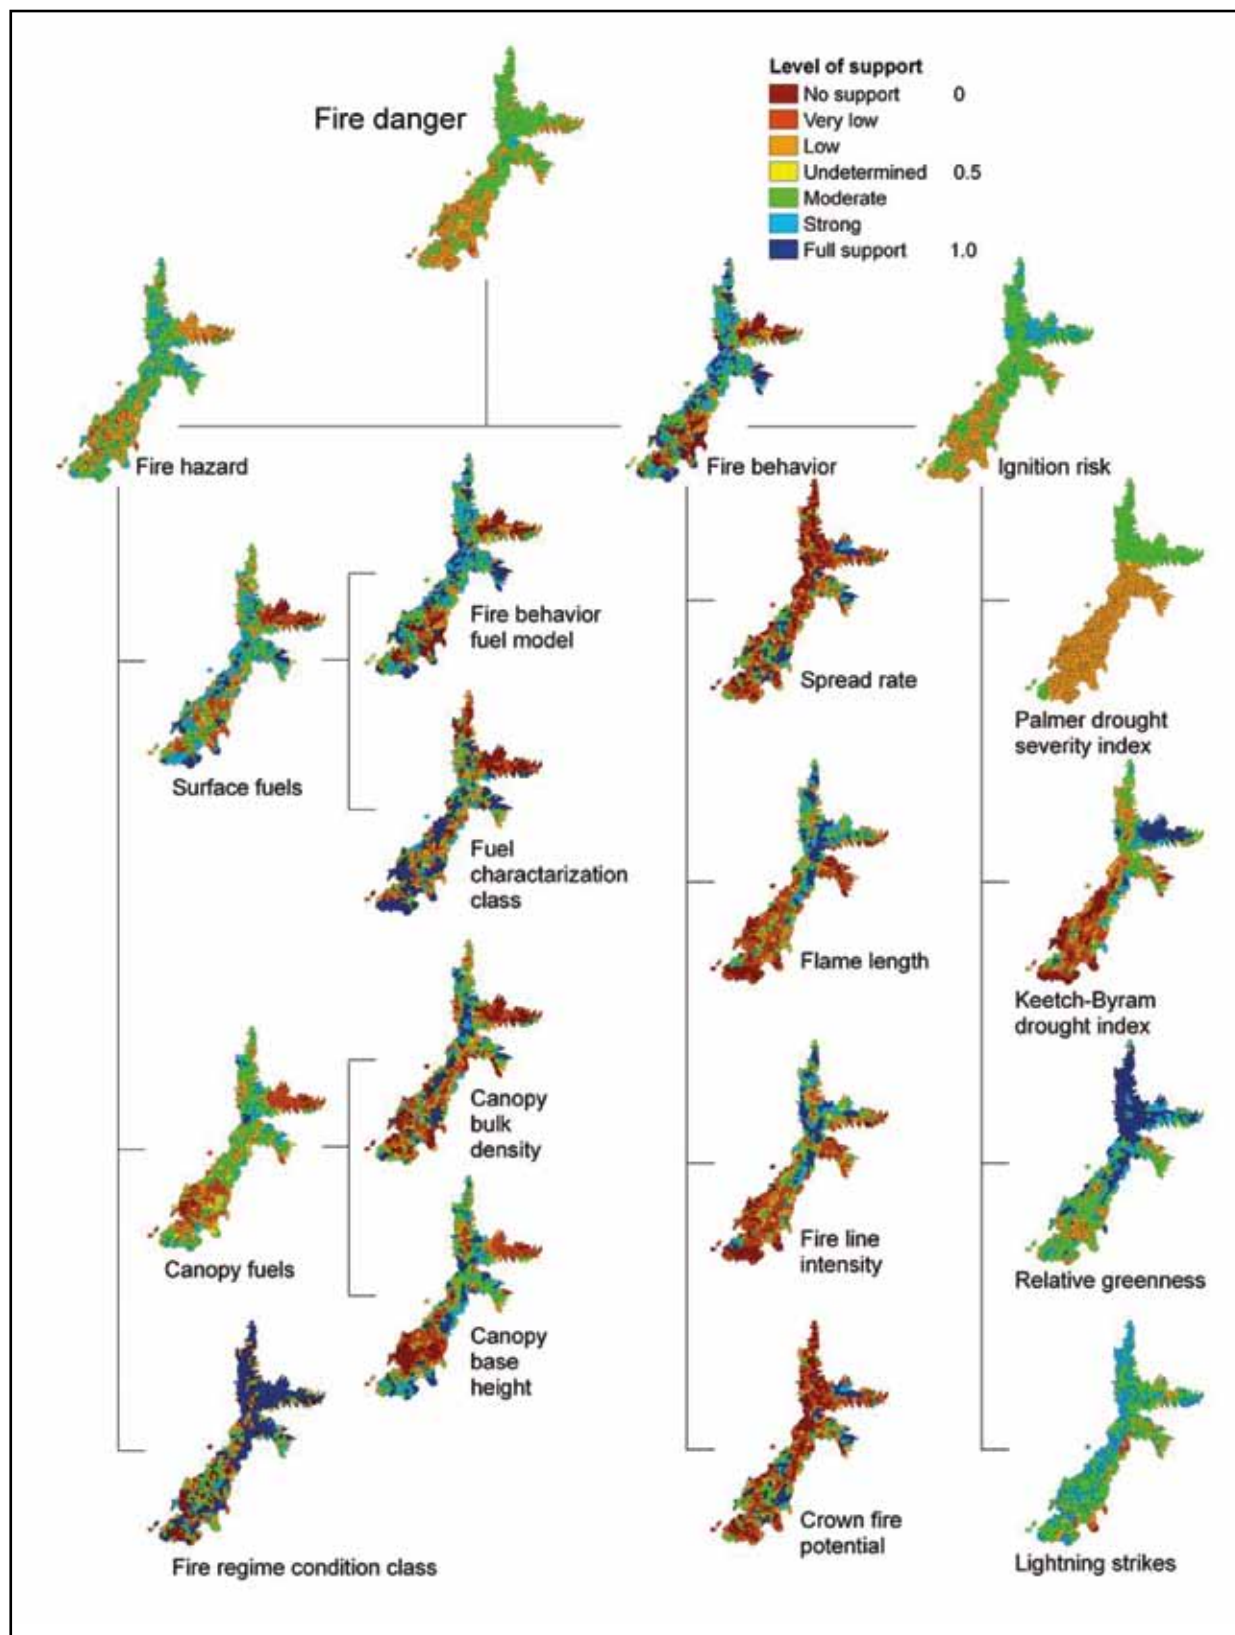 Fire danger
Level of support
No support 0
Very low
Low
Undetermined 0.5
Moderate
Strong
Full support 1.0
Fire hazard
Fire behavior
Ignition risk
Surface fuels
Fire behavior
fuel model
Fuel
charactarization
class
Canopy fuels
Canopy
bulk
density
Canopy
base
height
Fire regime condition class
Spread rate
Flame length
Fire line
intensity
Crown fire
potential
Palmer drought
severity index
Keetch-Byram
drought index
Relative greenness
Lightning strikes